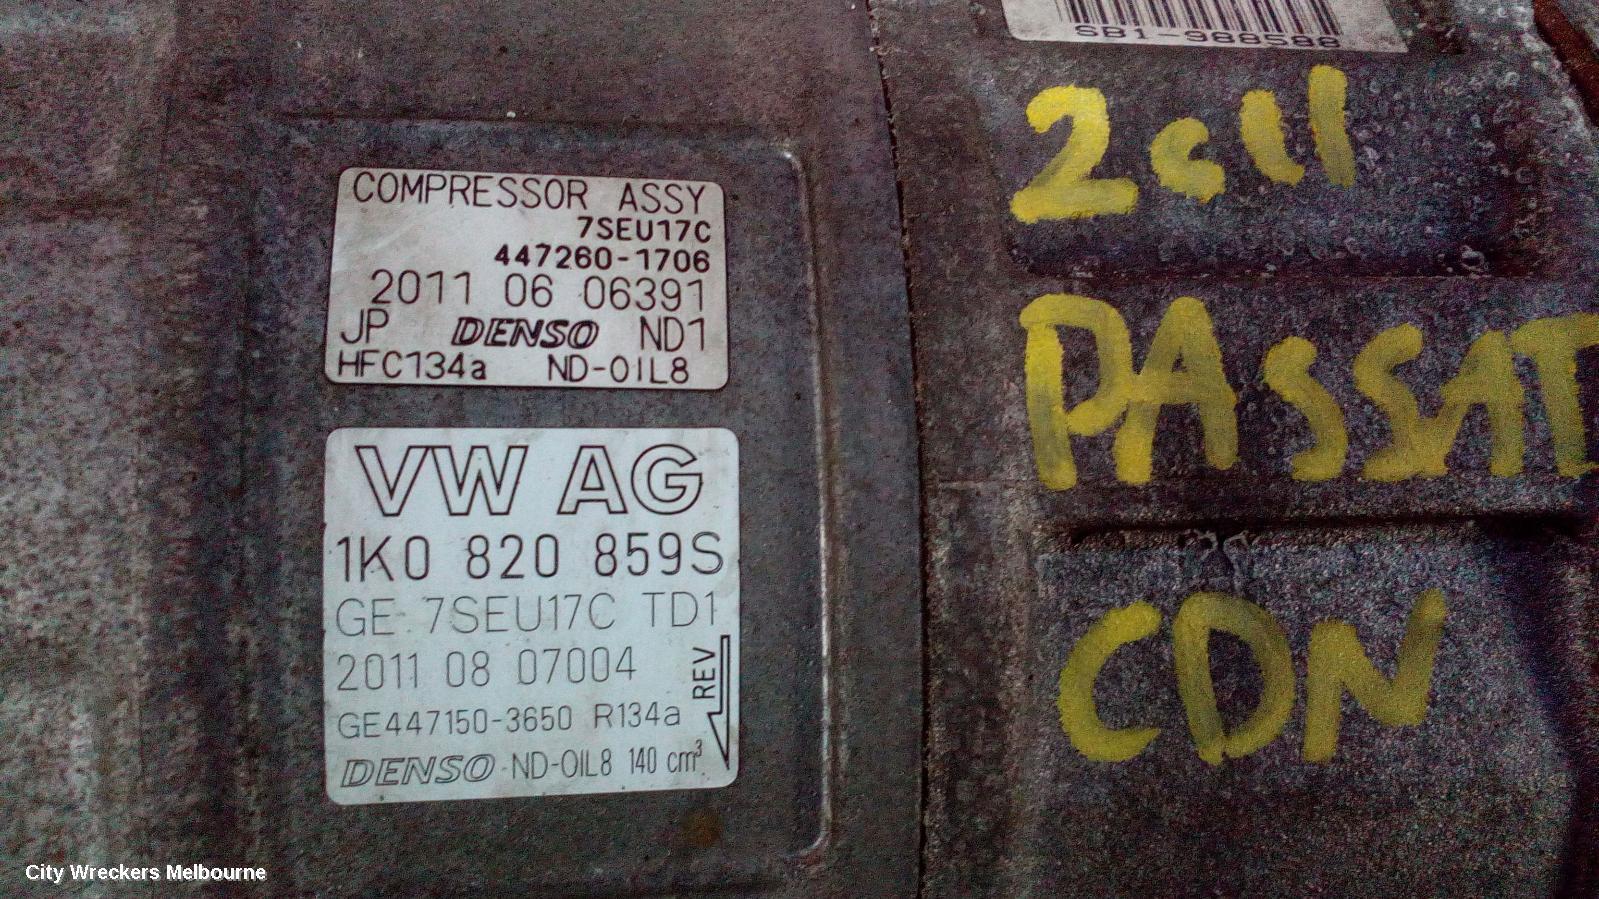 SB1-988588
2011
PASSAT
CDN
COMPRESSOR ASSY
7SEU17C
447260-1706
2011 06 06391
JP DENSO ND1
HFC134a ND-OIL8
VW AG
1K0 820 859S
GE 7SEU17C TD1
2011 08 07004
REV
GE447150-3650 R134a
DENSO ND-OIL8 140 cm³
City Wreckers Melbourne